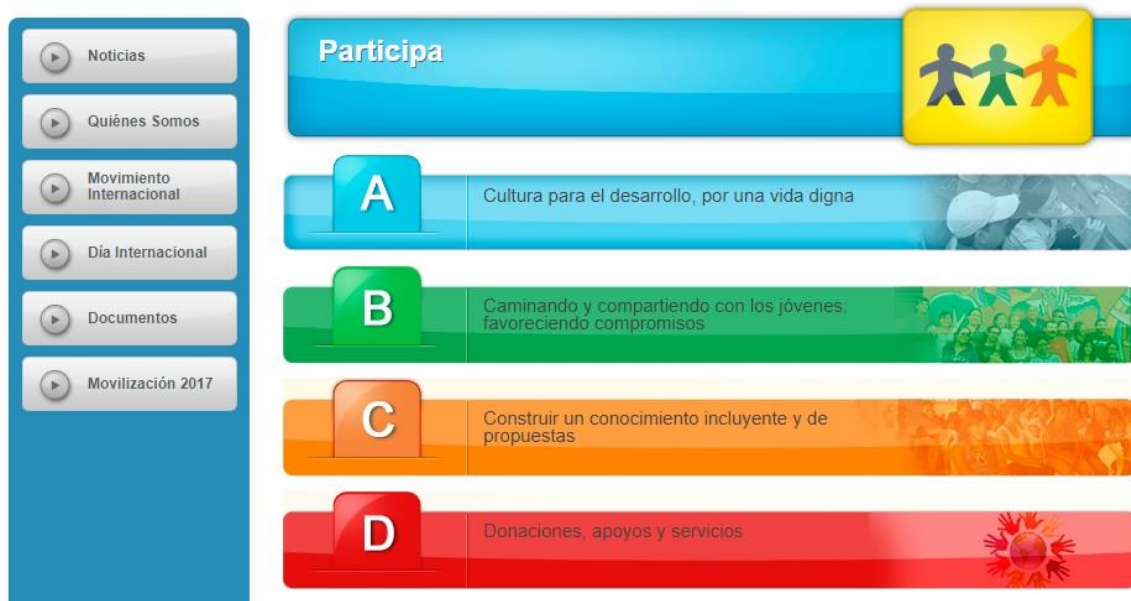 Noticias
Quiénes Somos
Movimiento
Internacional
Día Internacional
Documentos
Movilización 2017
Participa
A
Cultura para el desarrollo, por una vida digna
B
Caminando y compartiendo con los jóvenes:
favoreciendo compromisos
C
Construir un conocimiento incluyente y de
propuestas
D
Donaciones, apoyos y servicios